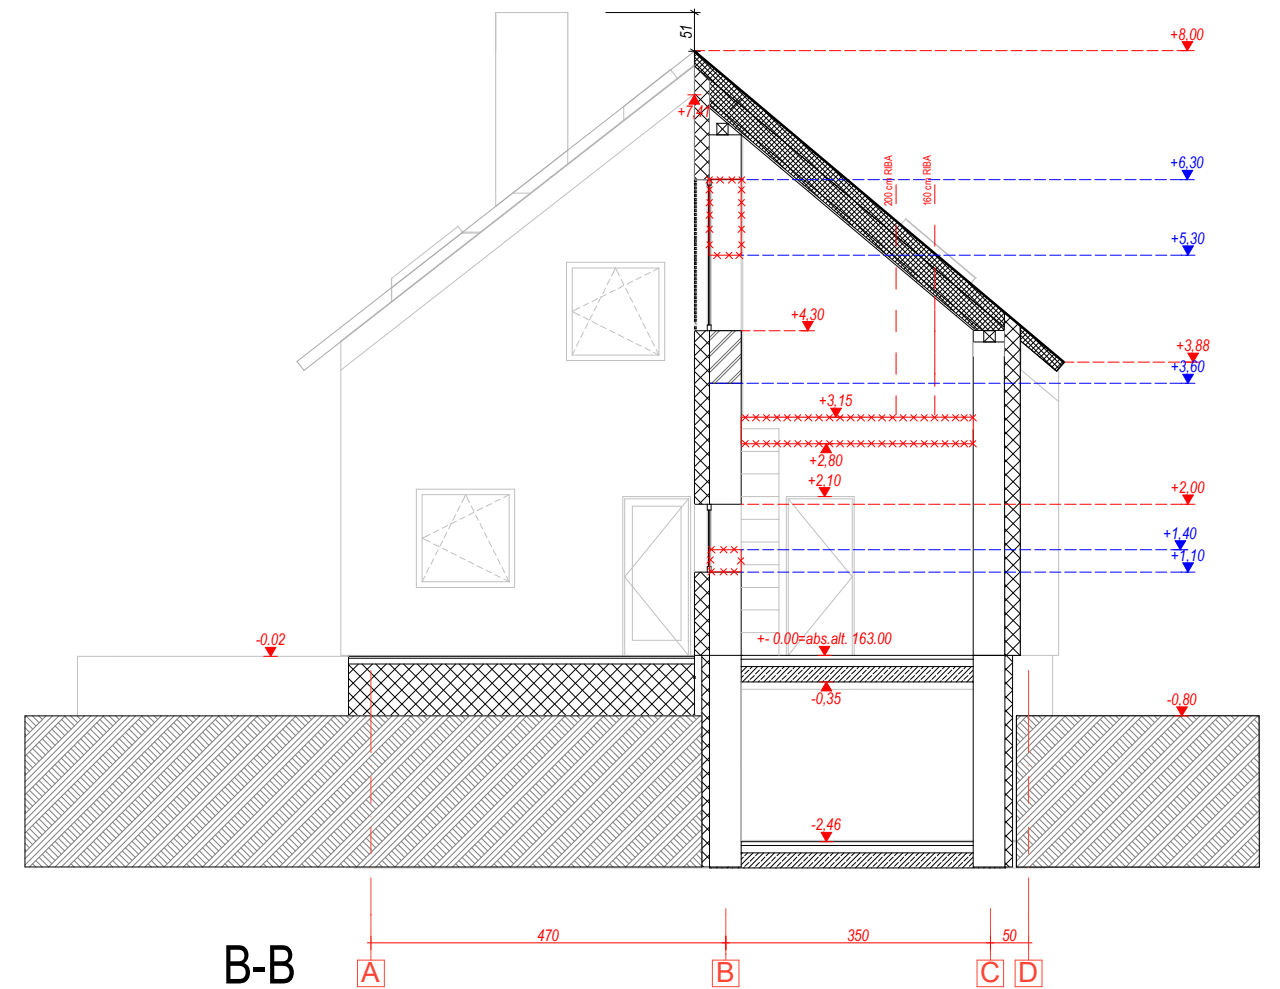 51
+8,00
+7,41
200 cm RIBA
160 cm RIBA
+6,30
+5,30
+4,30
+3,88
+3,60
+3,15
+2,80
+2,10
+2,00
+1,40
+1,10
-0.02
+- 0.00=abs.alt. 163.00
-0,35
-0,80
-2,46
470
350
50
B-B
A
B
C
D